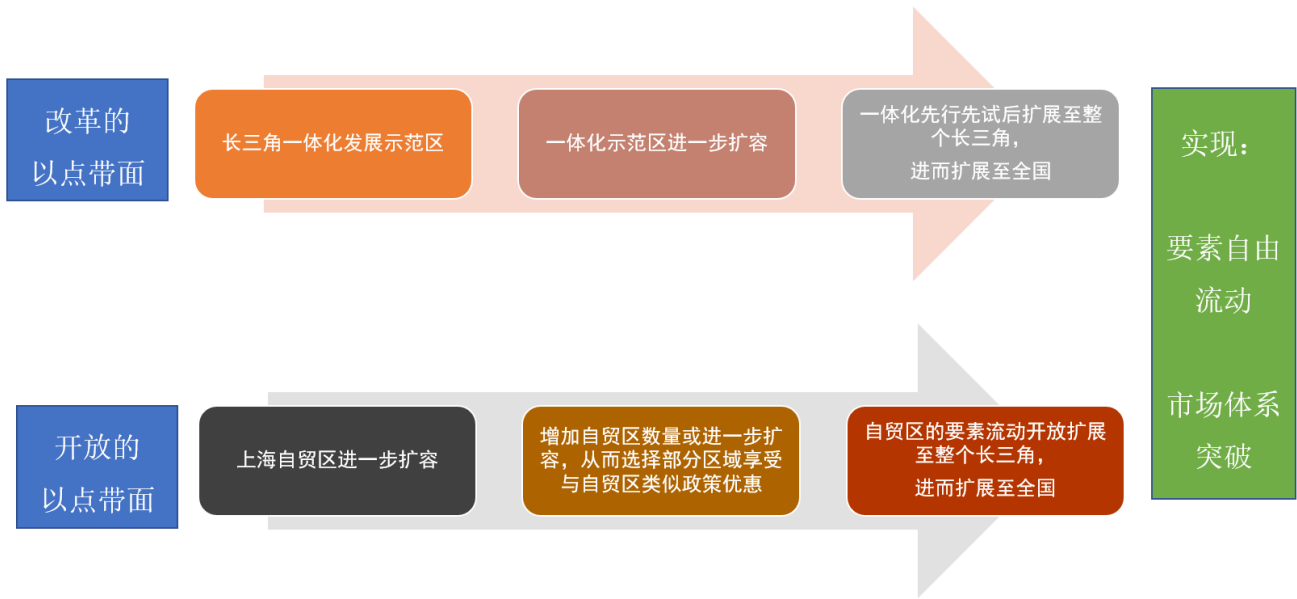 改革的
以点带面
长三角一体化发展示范区
一体化示范区进一步扩容
一体化先行先试后扩展至整
个长三角，
进而扩展至全国
实现：
要素自由
流动
市场体系
突破
开放的
以点带面
上海自贸区进一步扩容
增加自贸区数量或进一步扩
容，从而选择部分区域享受
与自贸区类似政策优惠
自贸区的要素流动开放扩展
至整个长三角，
进而扩展至全国